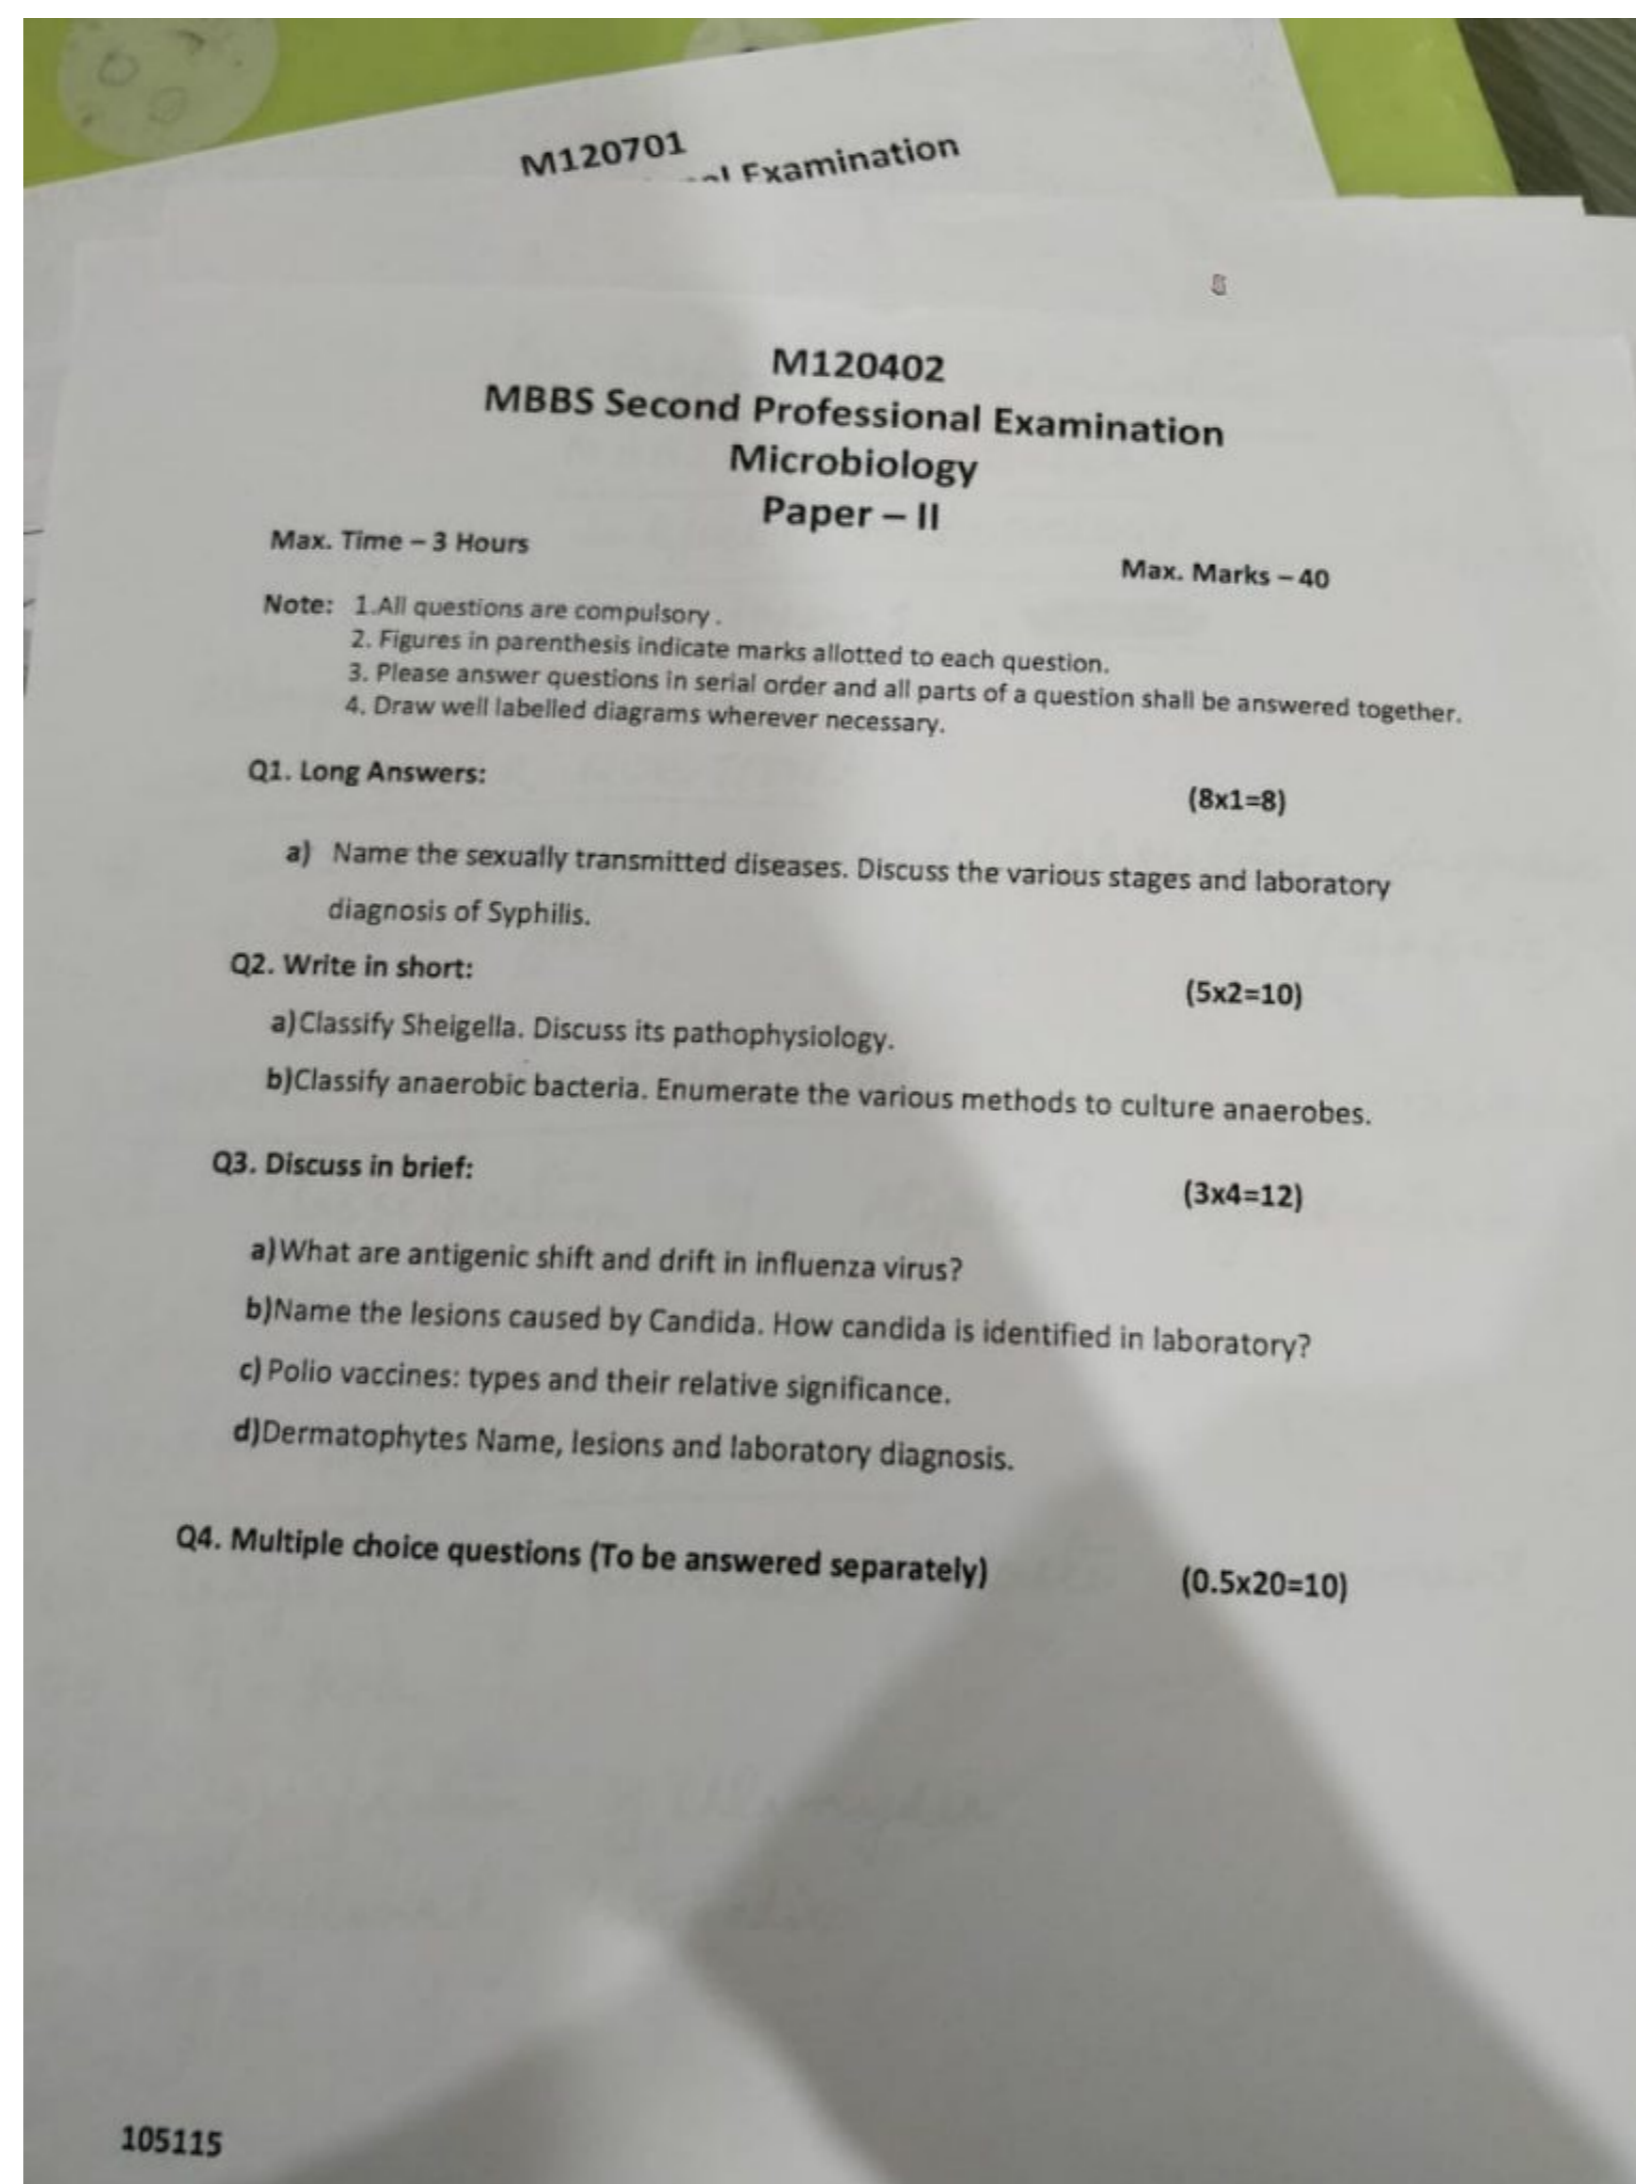 M120701
Examination
M120402
MBBS Second Professional Examination
Microbiology
Paper – II
Max. Time – 3 Hours
Max. Marks – 40
Note: 1.All questions are compulsory .
2. Figures in parenthesis indicate marks allotted to each question.
3. Please answer questions in serial order and all parts of a question shall be answered together.
4. Draw well labelled diagrams wherever necessary.
Q1. Long Answers:
(8x1=8)
a) Name the sexually transmitted diseases. Discuss the various stages and laboratory
diagnosis of Syphilis.
Q2. Write in short:
(5x2=10)
a)Classify Sheigella. Discuss its pathophysiology.
b)Classify anaerobic bacteria. Enumerate the various methods to culture anaerobes.
Q3. Discuss in brief:
(3x4=12)
a)What are antigenic shift and drift in influenza virus?
b)Name the lesions caused by Candida. How candida is identified in laboratory?
c) Polio vaccines: types and their relative significance.
d)Dermatophytes Name, lesions and laboratory diagnosis.
Q4. Multiple choice questions (To be answered separately)
(0.5x20=10)
105115